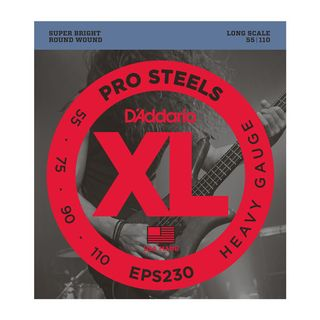 SUPER BRIGHT
ROUND WOUND
LONG SCALE
55 | 110
PRO STEELS
D'Addario
XL
55 • 75 • 90 • 110
HEAVY GAUGE
EPS230